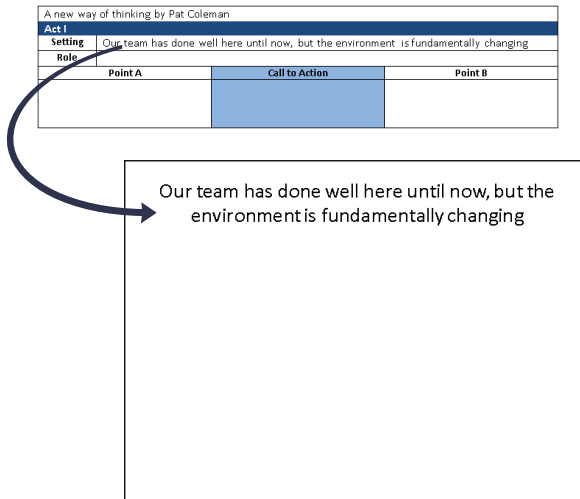 A new way of thinking by Pat Coleman
Act I
Setting Our team has done well here until now, but the environment is fundamentally changing
Role
Point A Call to Action Point B
Our team has done well here until now, but the
environment is fundamentally changing